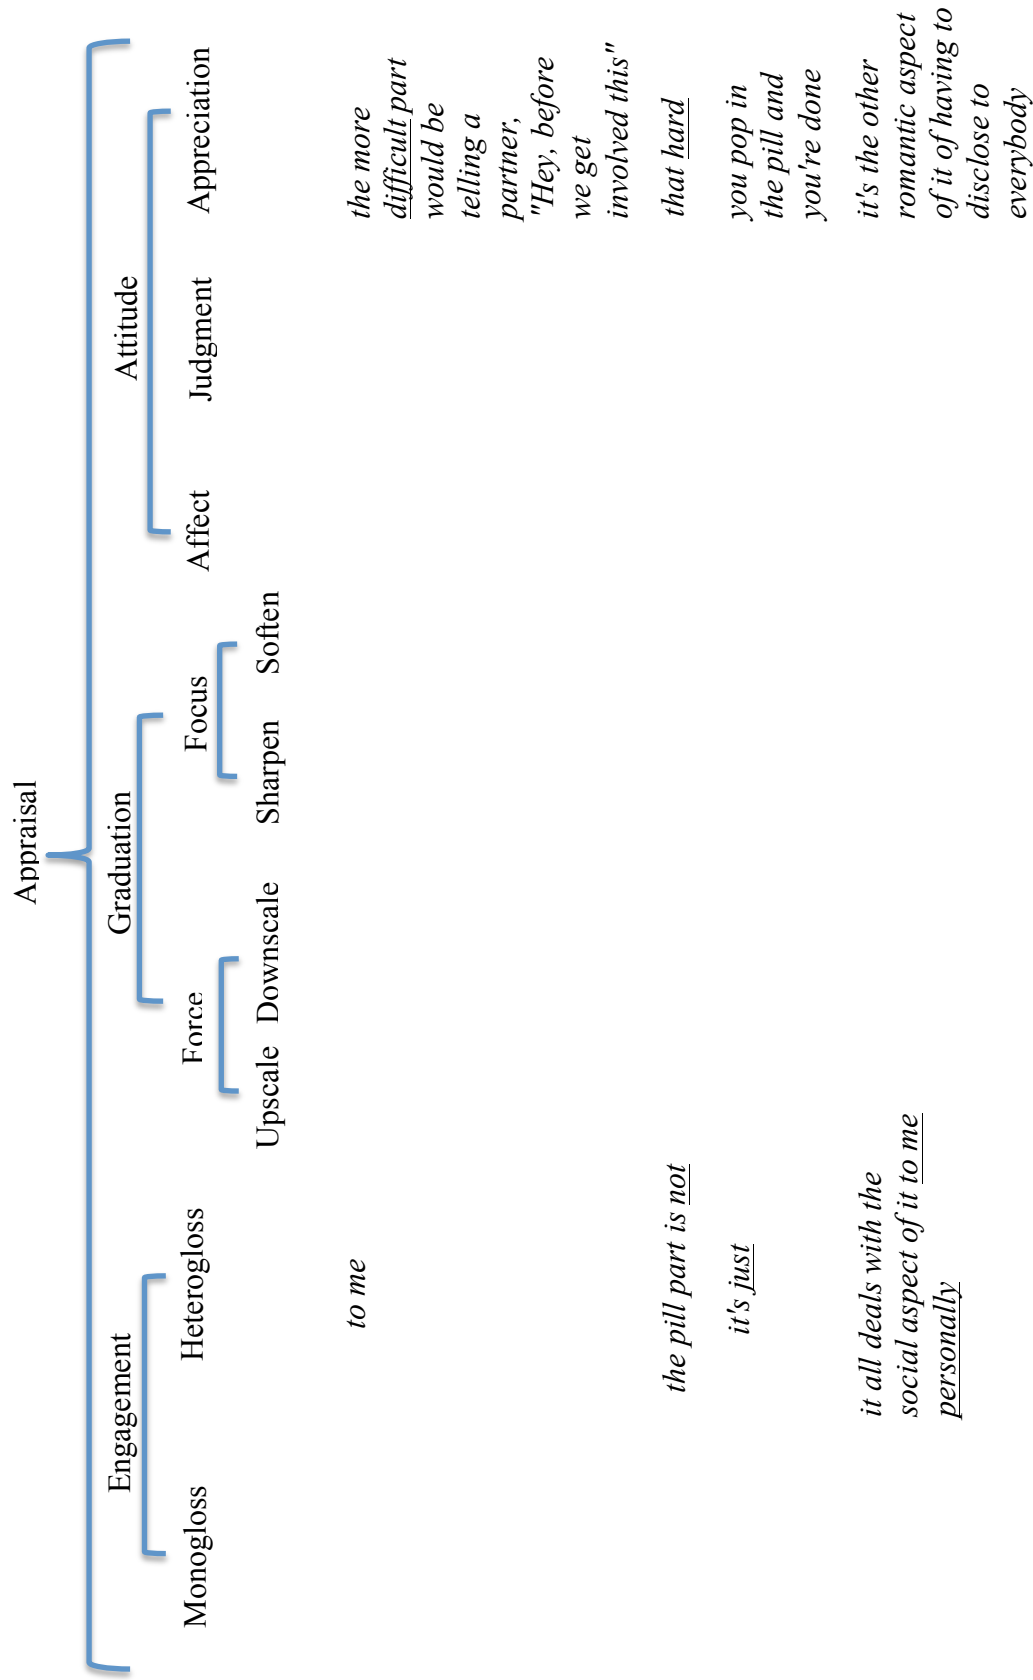 Appraisal
Engagement
Graduation
Attitude
Monogloss
Heterogloss
Force
Focus
Affect
Judgment
Appreciation
Upscale
Downscale
Sharpen
Soften
to me
the more
difficult part
would be
telling a
partner,
"Hey, before
we get
involved this"
the pill part is not
that hard
it's just
you pop in
the pill and
you're done
it all deals with the
social aspect of it to me
personally
it's the other
romantic aspect
of it of having to
disclose to
everybody